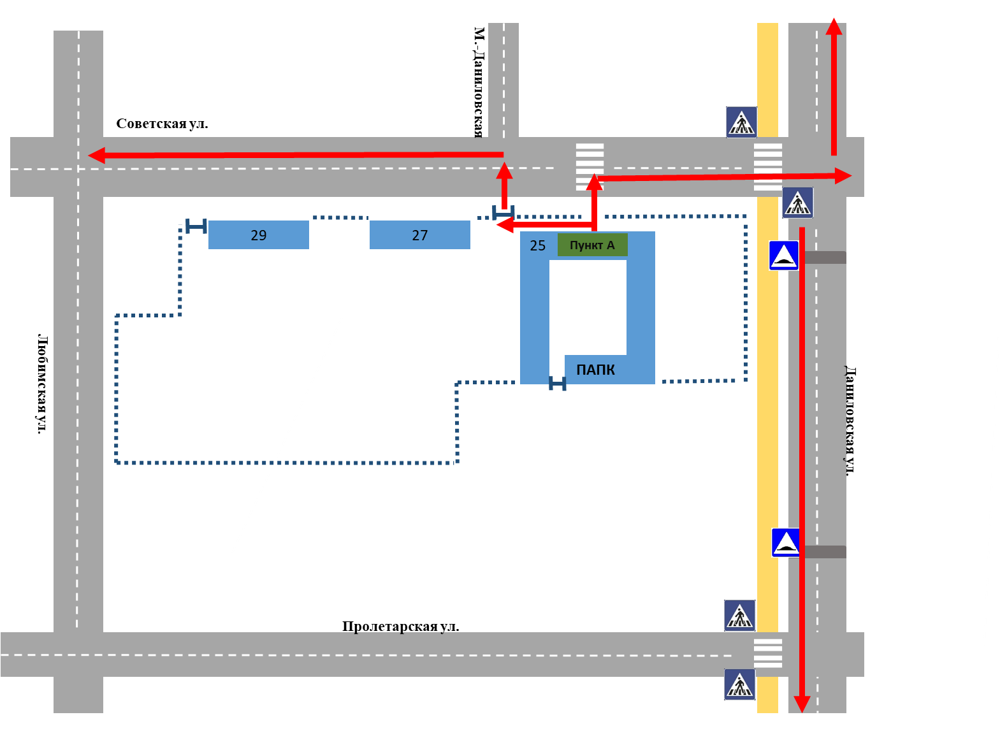 М.-Даниловская
Советская ул.
29
27
25
Пункт А
Любимская ул.
ПАПК
Даниловская ул.
Пролетарская ул.